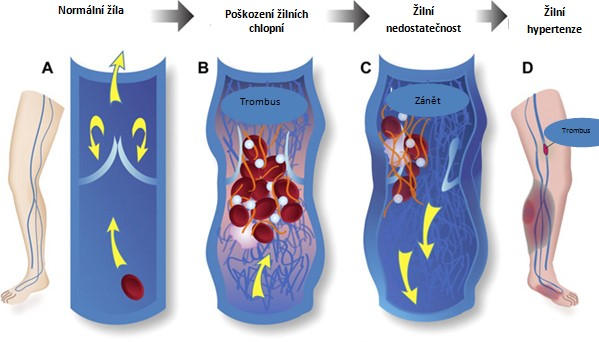 Normální žíla
Poškození žilních
chlopní
Žilní
nedostatečnost
Žilní
hypertenze
A
B
C
D
Trombus
Zánět
Trombus